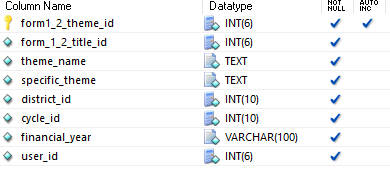 Column Name Datatype NOT NULL AUTO INC
form1_2_theme_id INT(6)
form_1_2_title_id INT(6)
theme_name TEXT
specific_theme TEXT
district_id INT(10)
cycle_id INT(10)
financial_year VARCHAR(100)
user_id INT(6)